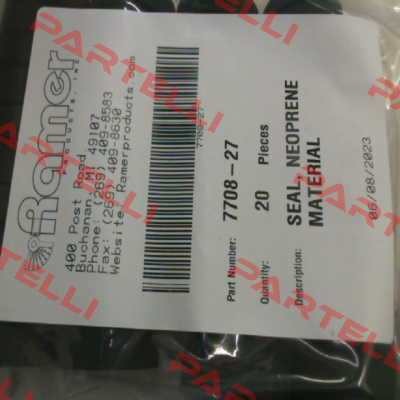 Ramer
PRODUCTS, INC
400 Post Road
Buchanan, MI 49107
Phone: (269) 409-8583
Fax: (269)-409-8630
Website: Ramerproducts.com
7708-27
Part Number: 7708-27
Quantity: 20 Pieces
Description: SEAL, NEOPRENE
MATERIAL
06/08/2023
PARTELLI
PARTELLI
PARTELLI
PARTELLI